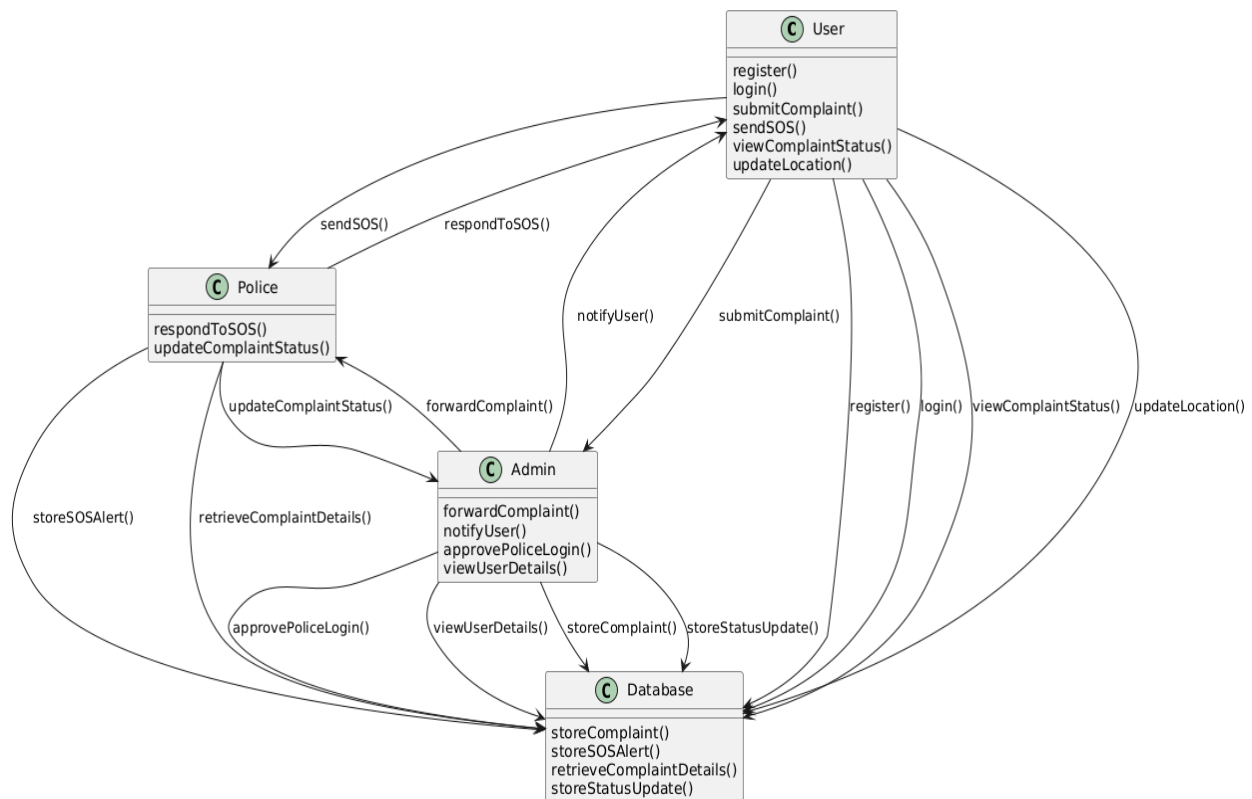 C User
register()
login()
submitComplaint()
sendSOS()
viewComplaintStatus()
updateLocation()
sendSOS()
respondToSOS()
C Police
respondToSOS()
updateComplaintStatus()
notifyUser()
submitComplaint()
updateComplaintStatus()
forwardComplaint()
register()
login()
viewComplaintStatus()
updateLocation()
C Admin
forwardComplaint()
notifyUser()
approvePoliceLogin()
viewUserDetails()
storeSOSAlert()
retrieveComplaintDetails()
approvePoliceLogin()
viewUserDetails()
storeComplaint()
storeStatusUpdate()
C Database
storeComplaint()
storeSOSAlert()
retrieveComplaintDetails()
storeStatusUpdate()